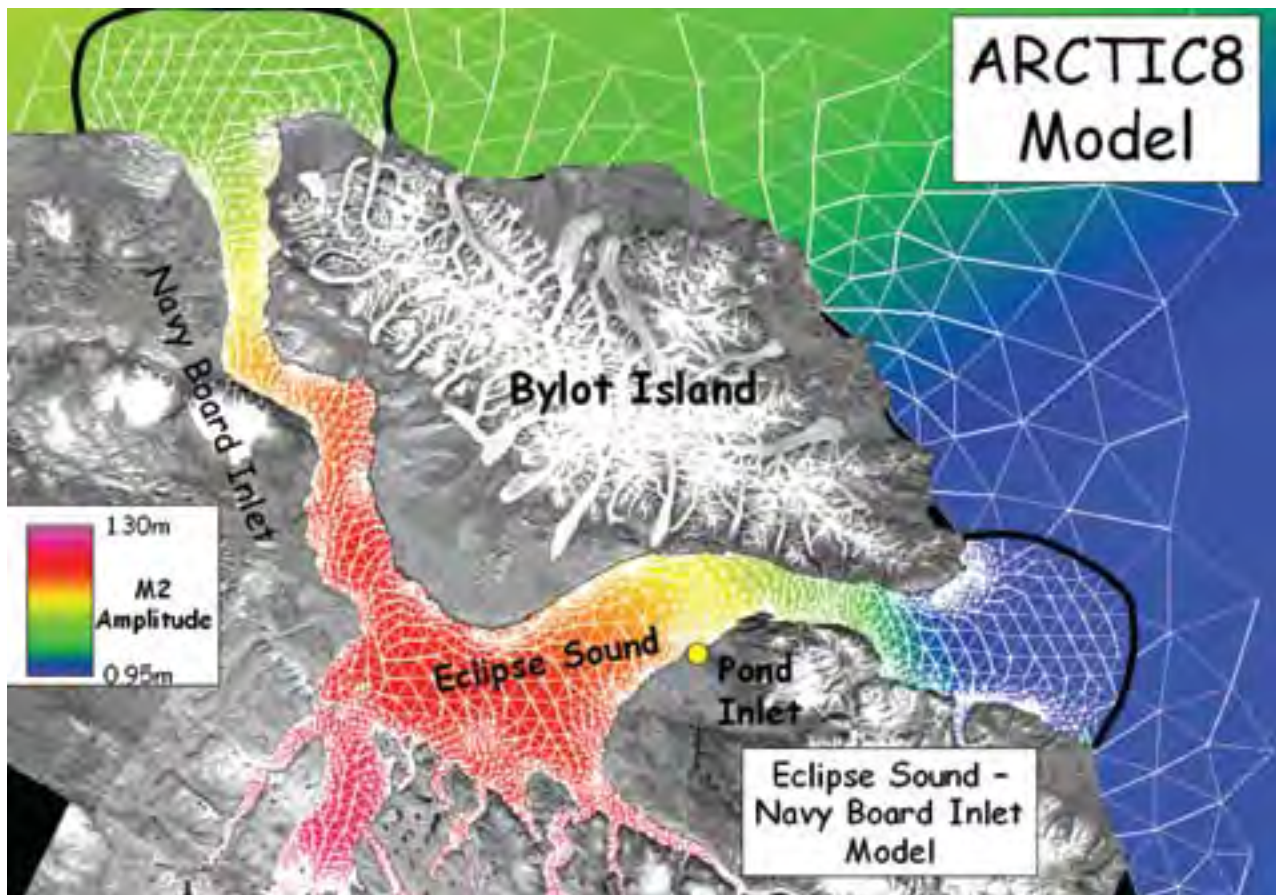 ARCTIC8
Model
Navy Board Inlet
Bylot Island
1.30m
M2
Amplitude
0.95m
Eclipse Sound
Pond
Inlet
Eclipse Sound –
Navy Board Inlet
Model